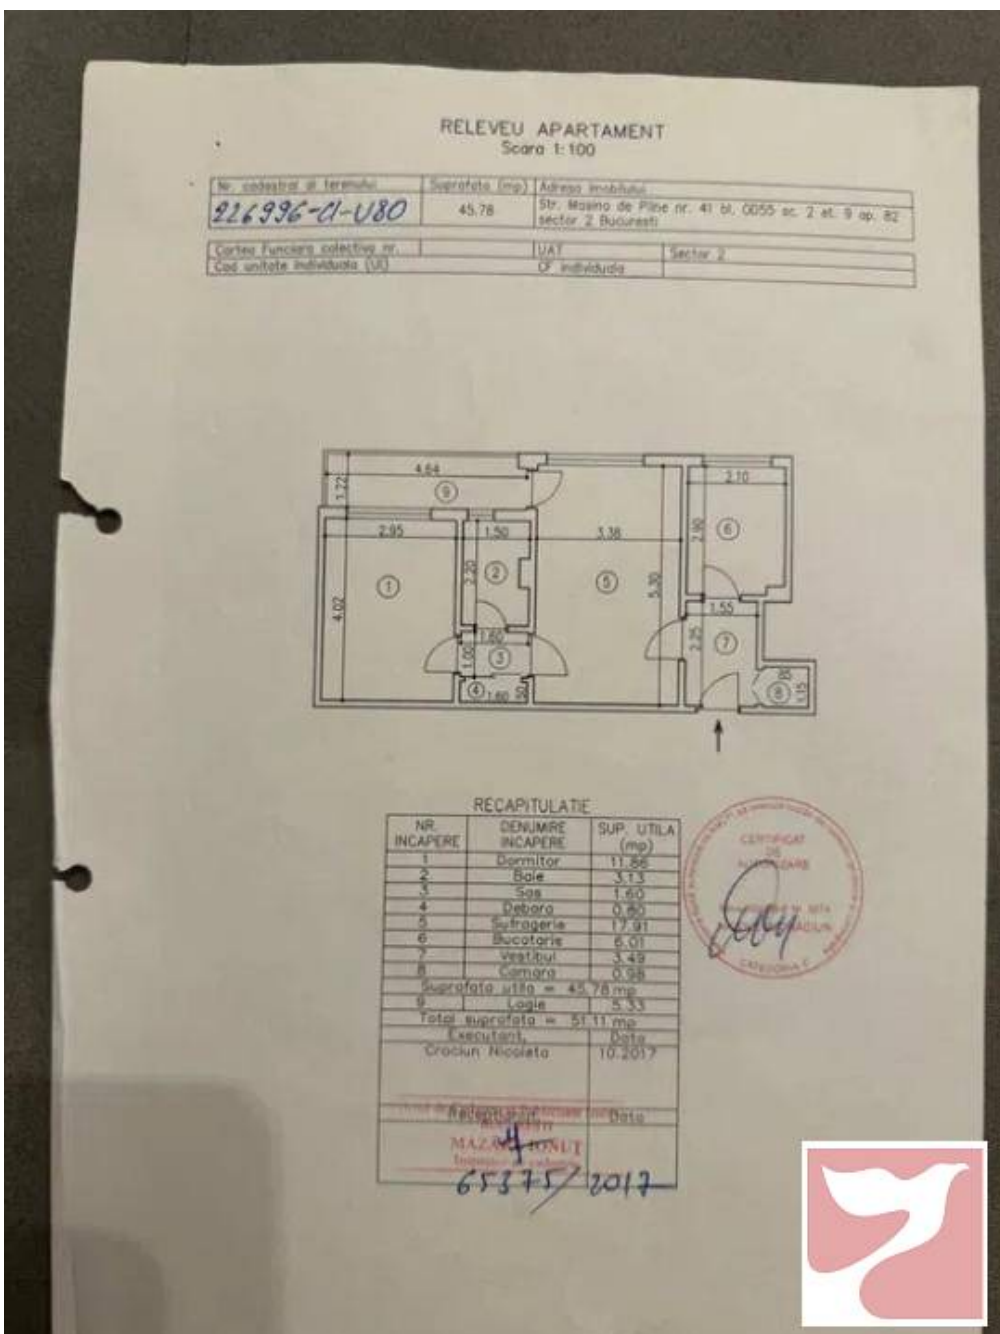 RELEVEU APARTAMENT
Scara 1:100
Nr. cadastral al terenului Suprafata (mp) Adresa imobilului
226996-C1-U80 45.78 Str. Masina de Piine nr. 41 bl. OD55 sc. 2 et. 9 ap. 82
sector 2 Bucuresti
Cartea Funciara colectiva nr. UAT Sector 2
Cod unitate individuala (UI) CF individuala
4.64
1.72
9
2.95 1.50 3.38 2.10
2.90 6
2.20 2
1 5
4.02 5.30
1.55
1.60 2.25 7
1.00 3
4 1.60 .50 .80 8 1.15
RECAPITULATIE
NR. INCAPERE DENUMIRE INCAPERE SUP. UTILA (mp)
1 Dormitor 11.86
2 Baie 3.13
3 Sas 1.60
4 Debara 0.80
5 Sufragerie 17.91
6 Bucatarie 6.01
7 Vestibul 3.49
8 Camara 0.98
Suprafata utila = 45.78 mp
9 Logie 5.33
Total suprafata = 51.11 mp
Executant, Data
Craciun Nicoleta 10.2017
Receptionat, Data
IONUT
65375/2017
CERTIFICAT
DE
AUTORIZARE
CATEGORIA